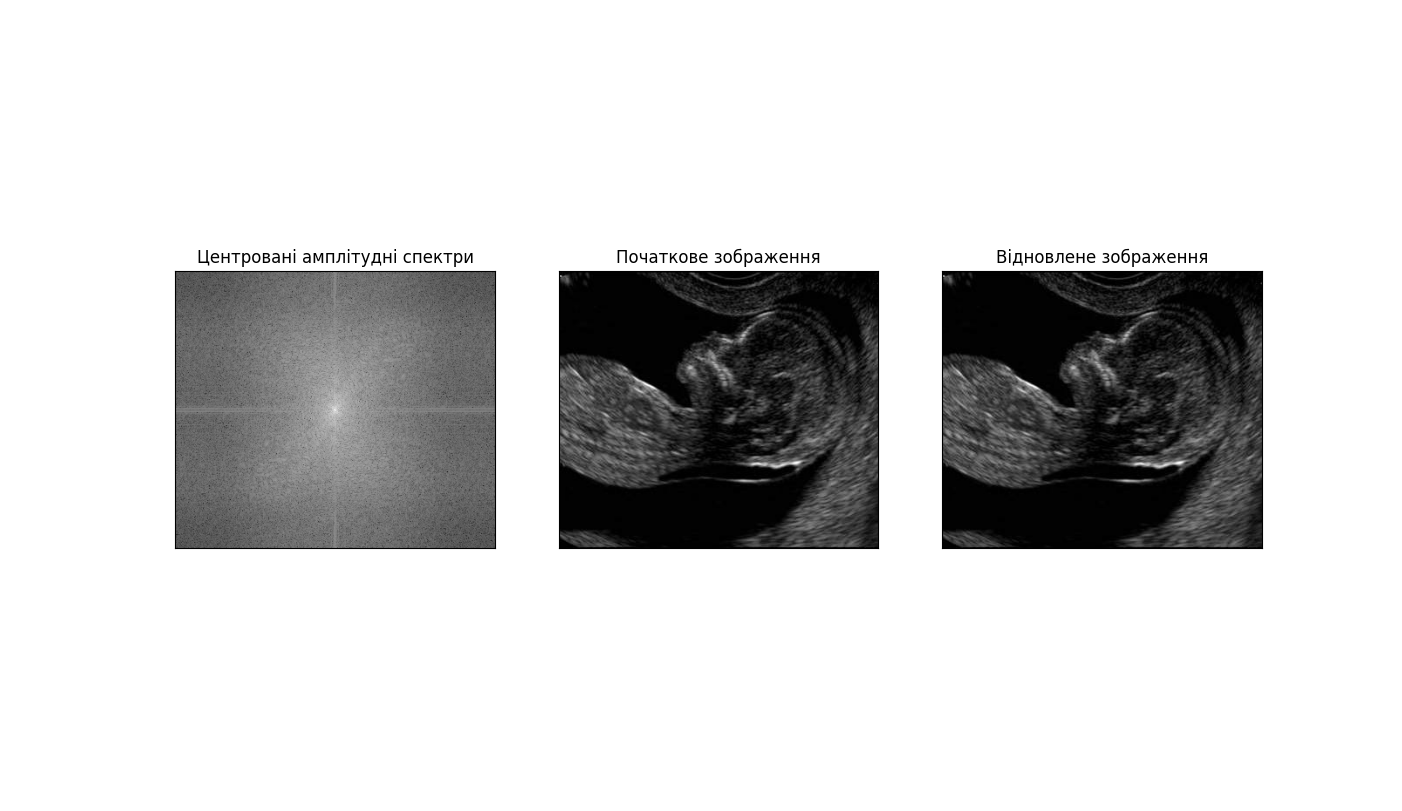 Центровані амплітудні спектри
Початкове зображення
Відновлене зображення